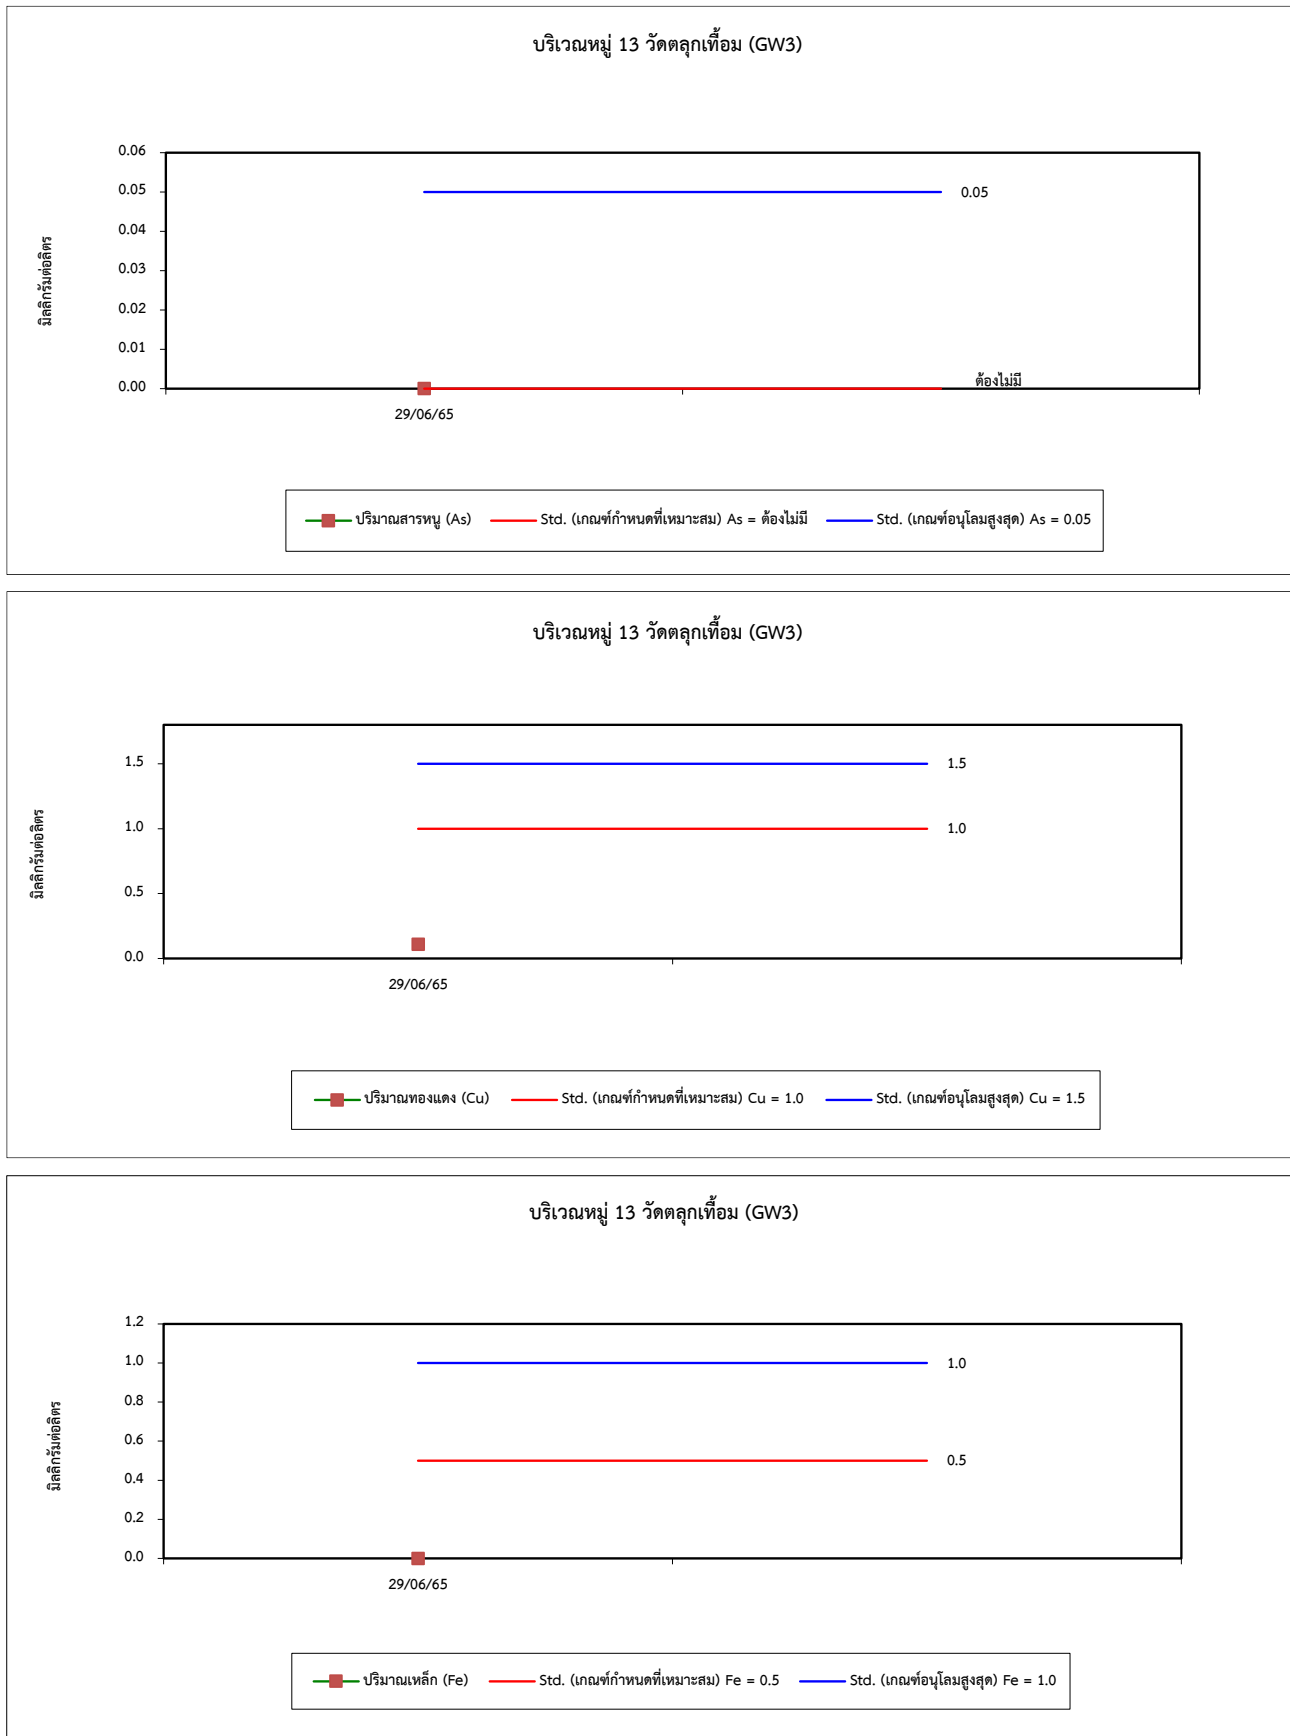 บริเวณหมู่ 13 วัดตลุกเทื้อม (GW3)
มิลลิกรัมต่อลิตร
0.06
0.05
0.04
0.03
0.02
0.01
0.00
0.05
ต้องไม่มี
29/06/65
ปริมาณสารหนู (As) Std. (เกณฑ์กำหนดที่เหมาะสม) As = ต้องไม่มี Std. (เกณฑ์อนุโลมสูงสุด) As = 0.05
บริเวณหมู่ 13 วัดตลุกเทื้อม (GW3)
มิลลิกรัมต่อลิตร
1.5
1.0
0.5
0.0
1.5
1.0
29/06/65
ปริมาณทองแดง (Cu) Std. (เกณฑ์กำหนดที่เหมาะสม) Cu = 1.0 Std. (เกณฑ์อนุโลมสูงสุด) Cu = 1.5
บริเวณหมู่ 13 วัดตลุกเทื้อม (GW3)
มิลลิกรัมต่อลิตร
1.2
1.0
0.8
0.6
0.4
0.2
0.0
1.0
0.5
29/06/65
ปริมาณเหล็ก (Fe) Std. (เกณฑ์กำหนดที่เหมาะสม) Fe = 0.5 Std. (เกณฑ์อนุโลมสูงสุด) Fe = 1.0